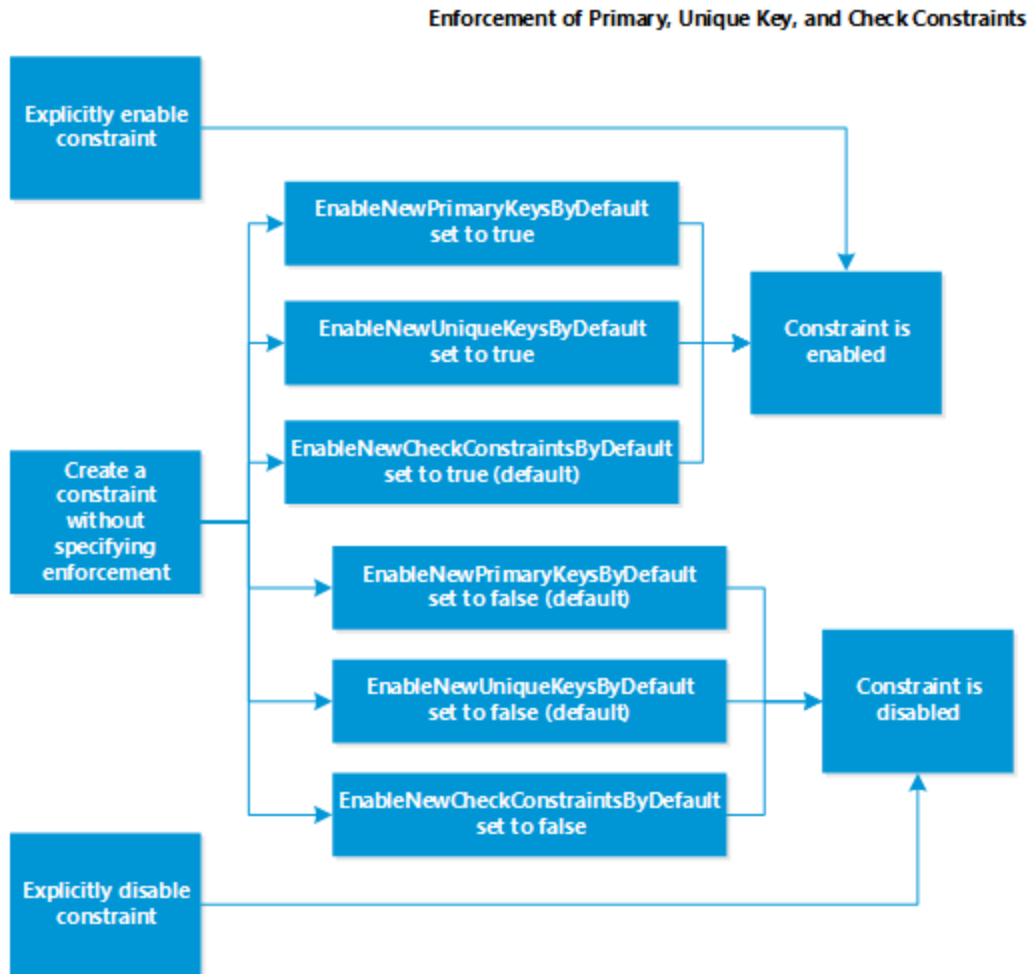 Enforcement of Primary, Unique Key, and Check Constraints
Explicitly enable
constraint
EnableNewPrimaryKeysByDefault
set to true
EnableNewUniqueKeysByDefault
set to true
Constraint is
enabled
EnableNewCheckConstraintsByDefault
set to true (default)
Create a
constraint
without
specifying
enforcement
EnableNewPrimaryKeysByDefault
set to false (default)
EnableNewUniqueKeysByDefault
set to false (default)
Constraint is
disabled
EnableNewCheckConstraintsByDefault
set to false
Explicitly disable
constraint